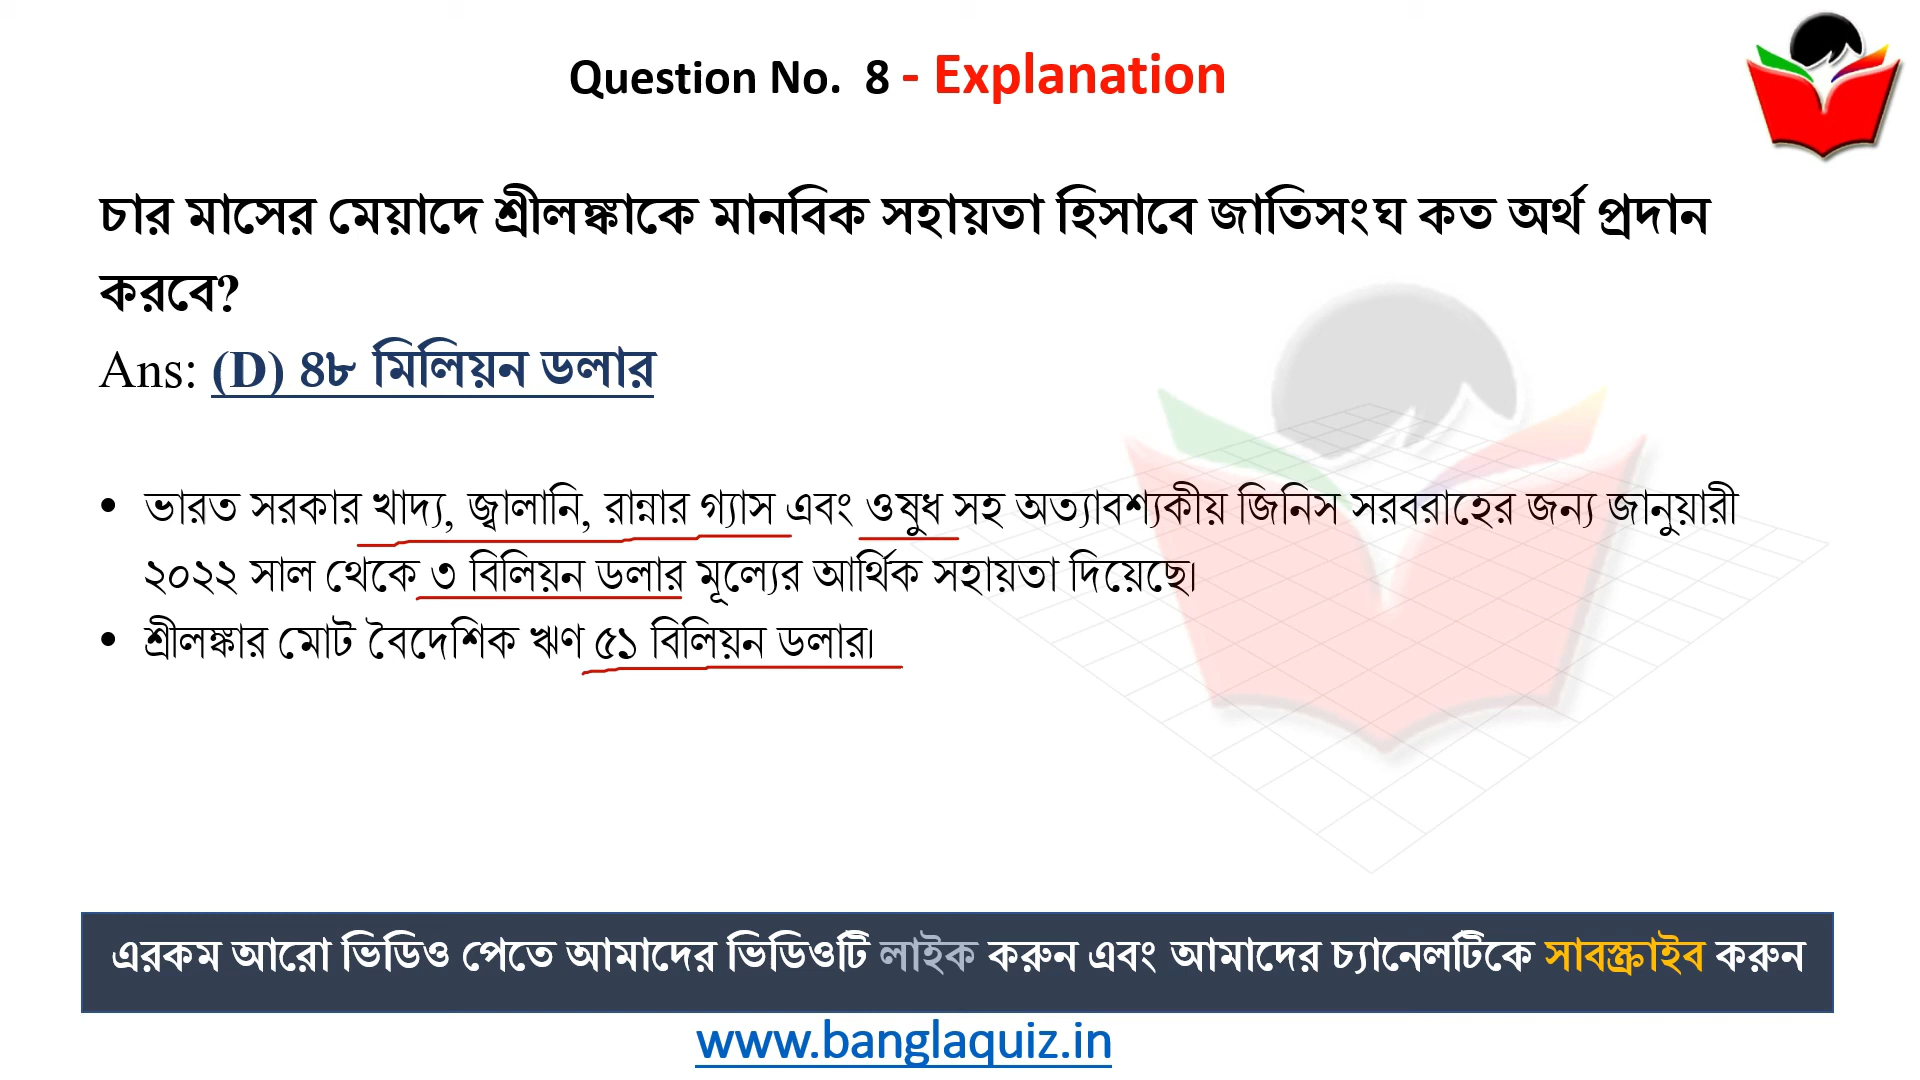 Question No. 8 - Explanation
চার মাসের মেয়াদে শ্রীলঙ্কাকে মানবিক সহায়তা হিসাবে জাতিসংঘ কত অর্থ প্রদান
করবে?
Ans: (D) ৪৮ মিলিয়ন ডলার
• ভারত সরকার খাদ্য, জ্বালানি, রান্নার গ্যাস এবং ওষুধ সহ অত্যাবশ্যকীয় জিনিস সরবরাহের জন্য জানুয়ারী
২০২২ সাল থেকে ৩ বিলিয়ন ডলার মূল্যের আর্থিক সহায়তা দিয়েছে।
• শ্রীলঙ্কার মোট বৈদেশিক ঋণ ৫১ বিলিয়ন ডলার।
এরকম আরো ভিডিও পেতে আমাদের ভিডিওটি লাইক করুন এবং আমাদের চ্যানেলটিকে সাবস্ক্রাইব করুন
www.banglaquiz.in